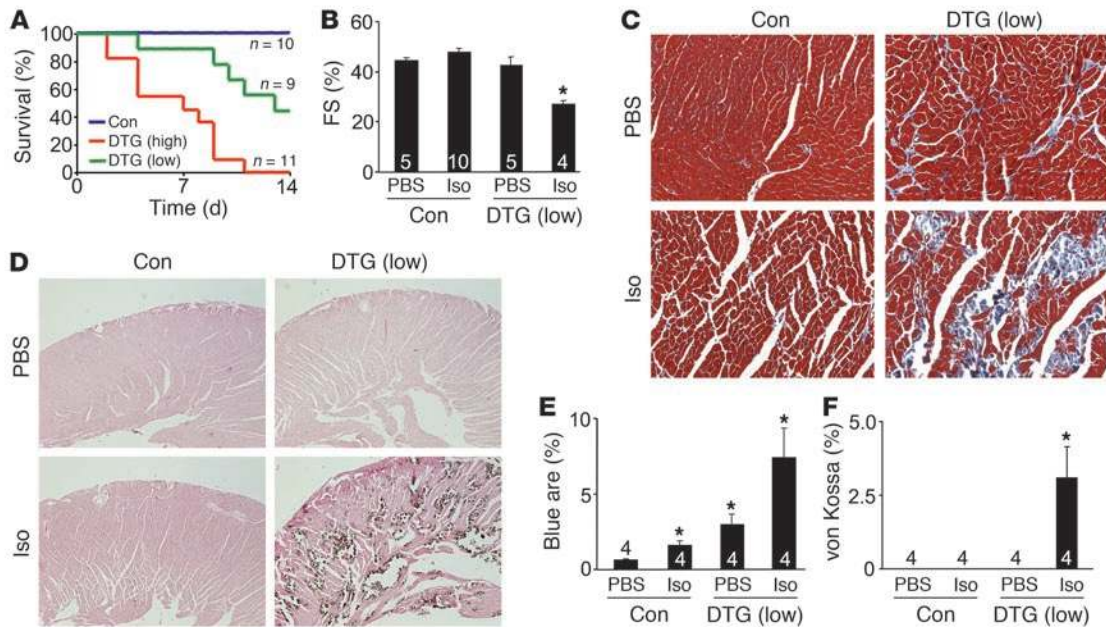 A
Survival (%)
100
80
60
40
20
0
n = 10
n = 9
n = 11
Con
DTG (high)
DTG (low)
0
7
14
Time (d)
B
FS (%)
60
40
20
0
*
5
10
5
4
PBS
Iso
PBS
Iso
Con
DTG (low)
C
Con
DTG (low)
PBS
Iso
D
Con
DTG (low)
PBS
Iso
E
Blue are (%)
10
5
0
4
*
4
*
4
*
4
PBS
Iso
PBS
Iso
Con
DTG (low)
F
von Kossa (%)
5.0
2.5
0
4
4
4
*
4
PBS
Iso
PBS
Iso
Con
DTG (low)